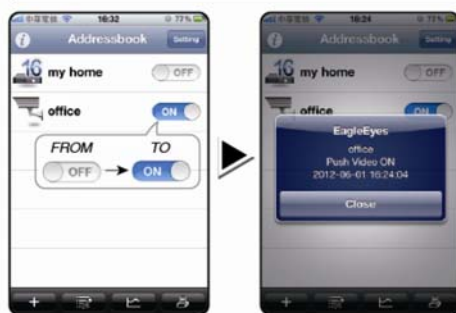 16:32
77%
Addressbook
Setting
16 my home
OFF
office
ON
FROM TO
OFF ON
16:24
77%
Addressbook
Setting
16 my home
OFF
office
ON
EagleEyes
office
Push Video ON
2012-06-01 16:24:04
Close